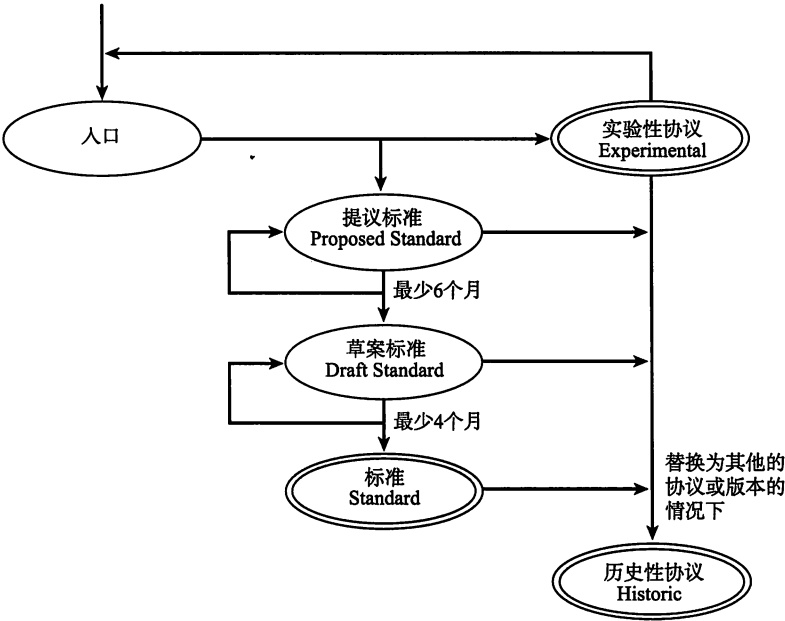 人口
实验性协议
Experimental
提议标准
Proposed Standard
最少6个月
草案标准
Draft Standard
最少4个月
标准
Standard
替换为其他的
协议或版本的
情况下
历史性协议
Historic